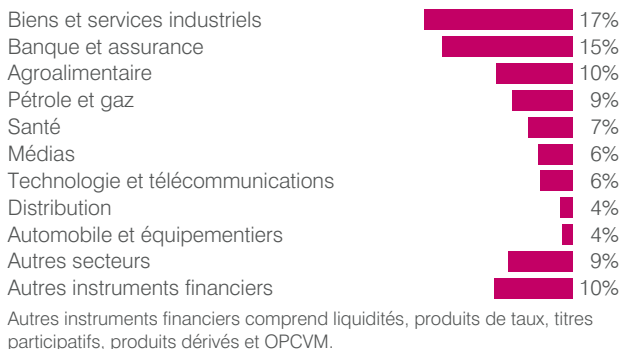 Biens et services industriels 17%
Banque et assurance 15%
Agroalimentaire 10%
Pétrole et gaz 9%
Santé 7%
Médias 6%
Technologie et télécommunications 6%
Distribution 4%
Automobile et équipementiers 4%
Autres secteurs 9%
Autres instruments financiers 10%
Autres instruments financiers comprend liquidités, produits de taux, titres
participatifs, produits dérivés et OPCVM.